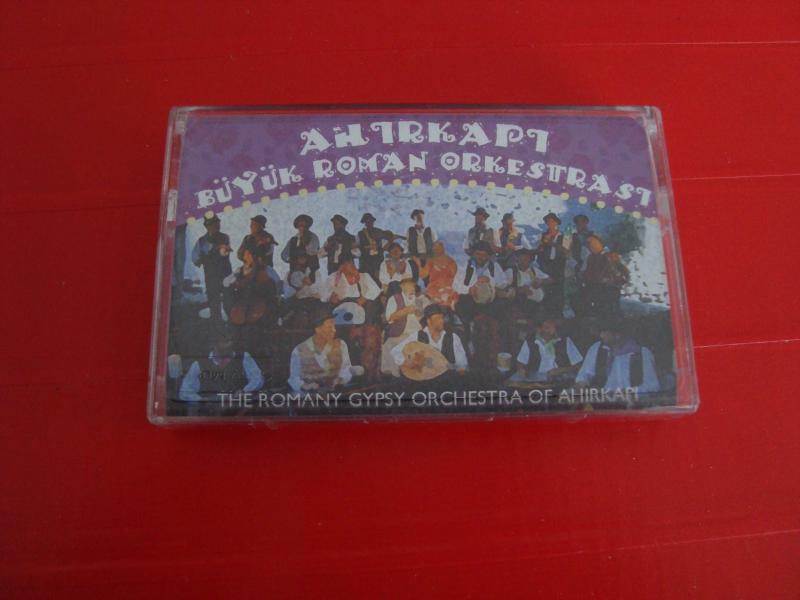 AHIRKAPI
BÜYÜK ROMAN ORKESTRASI
THE ROMANY GYPSY ORCHESTRA OF AHIRKAPI